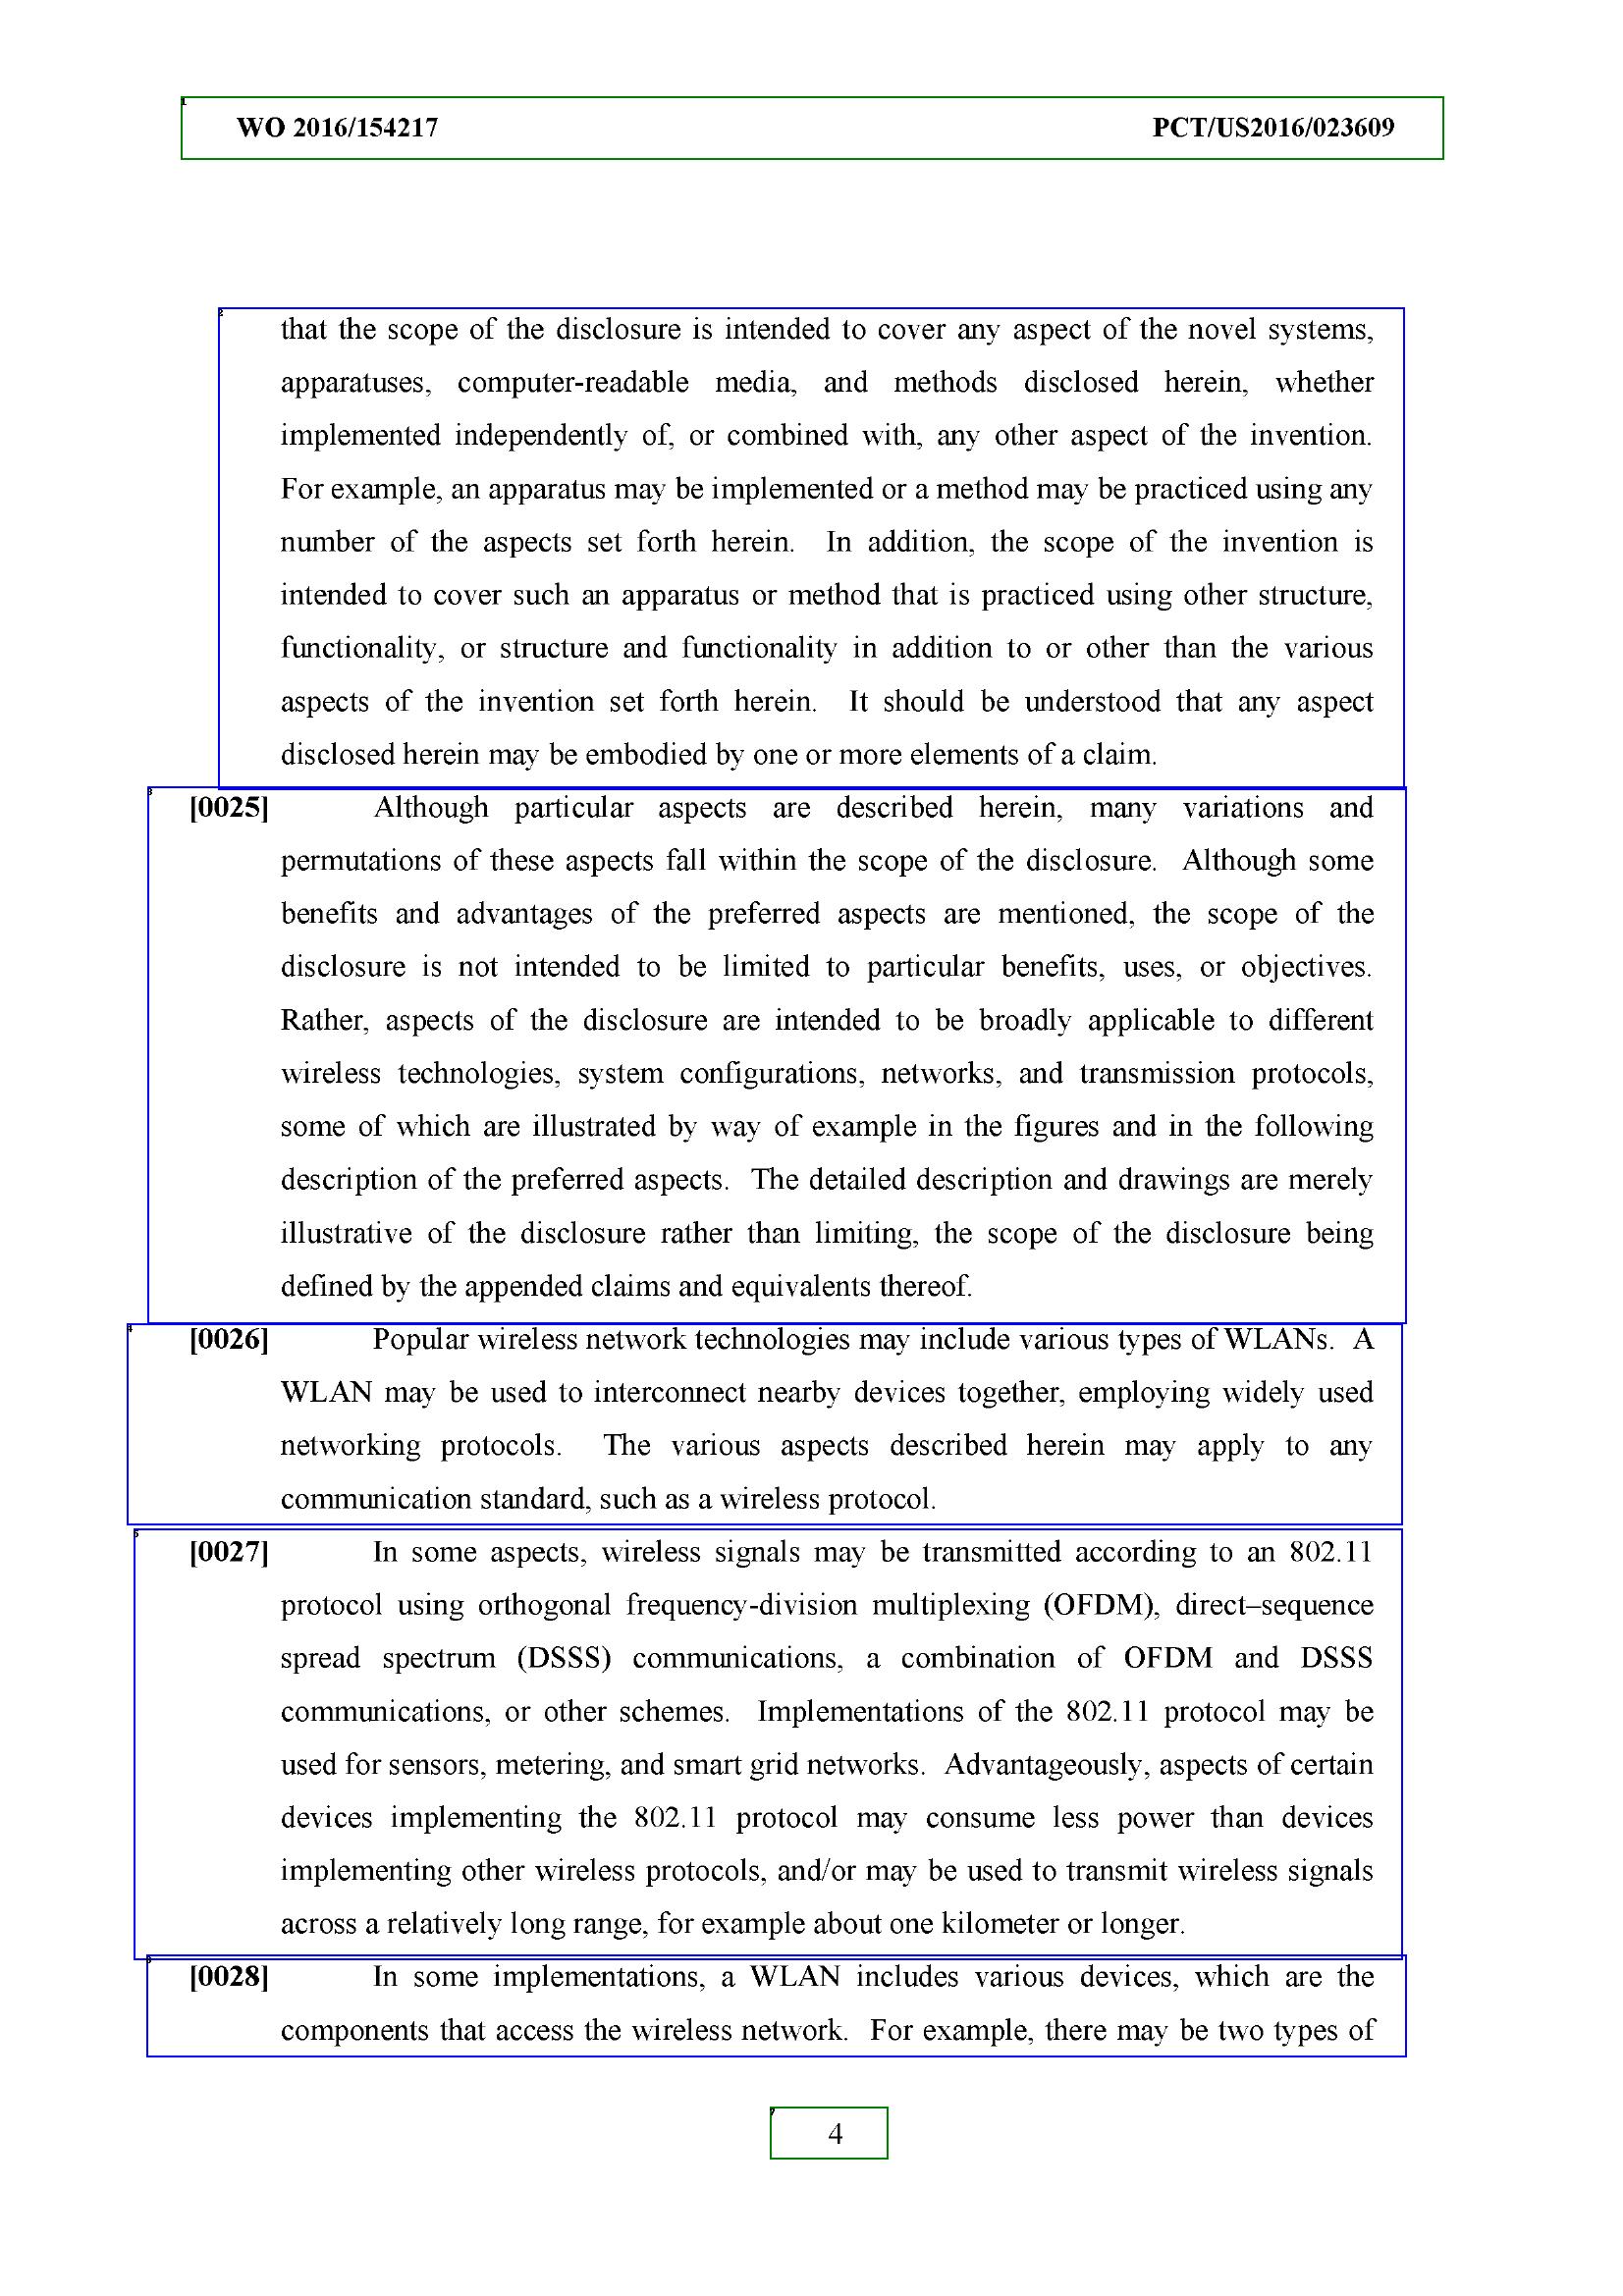 WO 2016/154217 PCT/US2016/023609
that the scope of the disclosure is intended to cover any aspect of the novel systems,
apparatuses, computer-readable media, and methods disclosed herein, whether
implemented independently of, or combined with, any other aspect of the invention.
For example, an apparatus may be implemented or a method may be practiced using any
number of the aspects set forth herein. In addition, the scope of the invention is
intended to cover such an apparatus or method that is practiced using other structure,
functionality, or structure and functionality in addition to or other than the various
aspects of the invention set forth herein. It should be understood that any aspect
disclosed herein may be embodied by one or more elements of a claim.
[0025] Although particular aspects are described herein, many variations and
permutations of these aspects fall within the scope of the disclosure. Although some
benefits and advantages of the preferred aspects are mentioned, the scope of the
disclosure is not intended to be limited to particular benefits, uses, or objectives.
Rather, aspects of the disclosure are intended to be broadly applicable to different
wireless technologies, system configurations, networks, and transmission protocols,
some of which are illustrated by way of example in the figures and in the following
description of the preferred aspects. The detailed description and drawings are merely
illustrative of the disclosure rather than limiting, the scope of the disclosure being
defined by the appended claims and equivalents thereof.
[0026] Popular wireless network technologies may include various types of WLANs. A
WLAN may be used to interconnect nearby devices together, employing widely used
networking protocols. The various aspects described herein may apply to any
communication standard, such as a wireless protocol.
[0027] In some aspects, wireless signals may be transmitted according to an 802.11
protocol using orthogonal frequency-division multiplexing (OFDM), direct–sequence
spread spectrum (DSSS) communications, a combination of OFDM and DSSS
communications, or other schemes. Implementations of the 802.11 protocol may be
used for sensors, metering, and smart grid networks. Advantageously, aspects of certain
devices implementing the 802.11 protocol may consume less power than devices
implementing other wireless protocols, and/or may be used to transmit wireless signals
across a relatively long range, for example about one kilometer or longer.
[0028] In some implementations, a WLAN includes various devices, which are the
components that access the wireless network. For example, there may be two types of
4